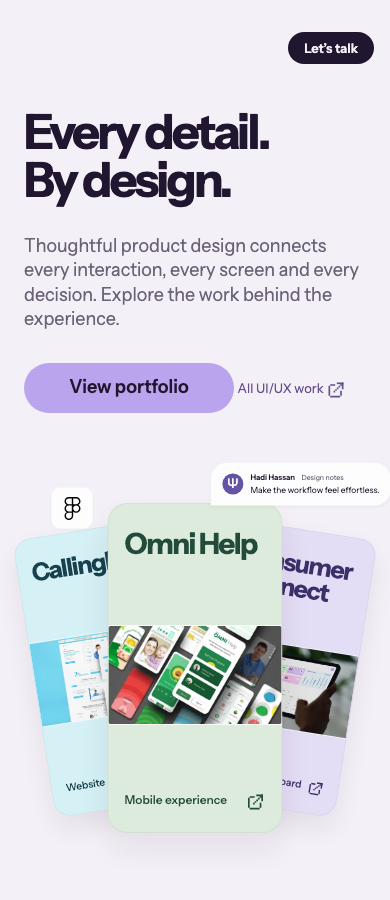 Let's talk
Every detail.
By design.
Thoughtful product design connects
every interaction, every screen and every
decision. Explore the work behind the
experience.
View portfolio
All UI/UX work
Hadi Hassan Design notes
Make the workflow feel effortless.
Omni Help
OMNI HELP
Website
Mobile experience